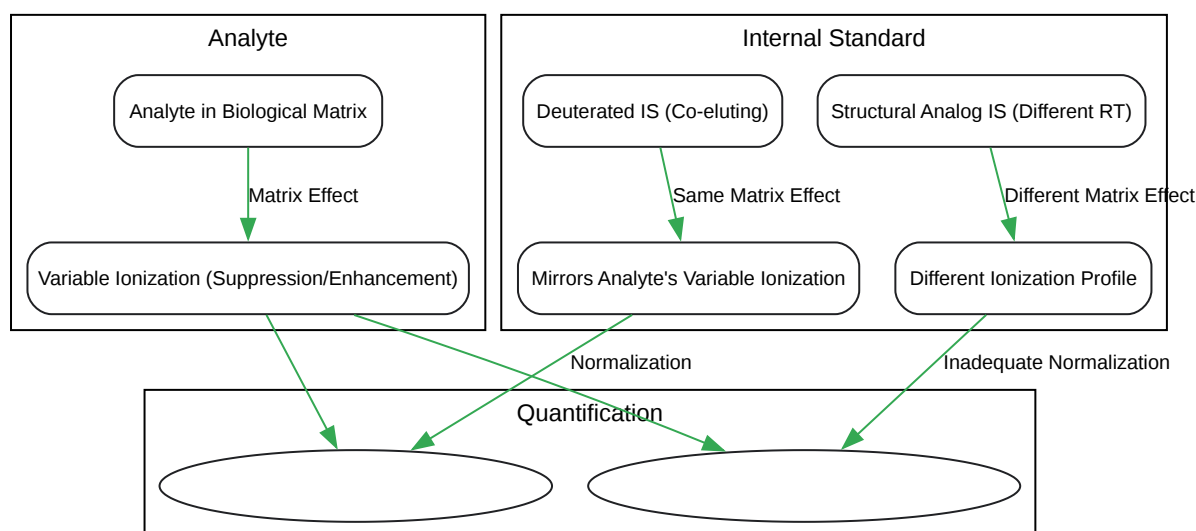 Analyte
Internal Standard
Analyte in Biological Matrix
Deuterated IS (Co-eluting)
Structural Analog IS (Different RT)
Matrix Effect
Same Matrix Effect
Different Matrix Effect
Variable Ionization (Suppression/Enhancement)
Mirrors Analyte's Variable Ionization
Different Ionization Profile
Normalization
Inadequate Normalization
Quantification